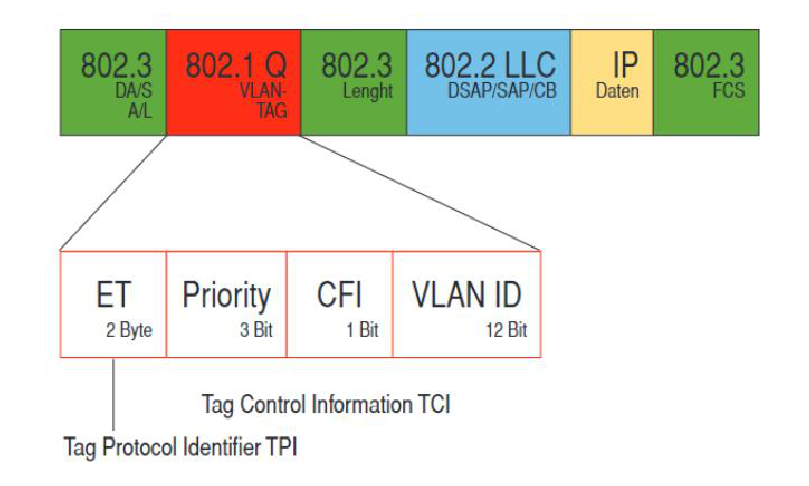 802.3
DA/S
A/L
802.1 Q
VLAN-
TAG
802.3
Lenght
802.2 LLC
DSAP/SAP/CB
IP
Daten
802.3
FCS
ET
2 Byte
Priority
3 Bit
CFI
1 Bit
VLAN ID
12 Bit
Tag Control Information TCI
Tag Protocol Identifier TPI